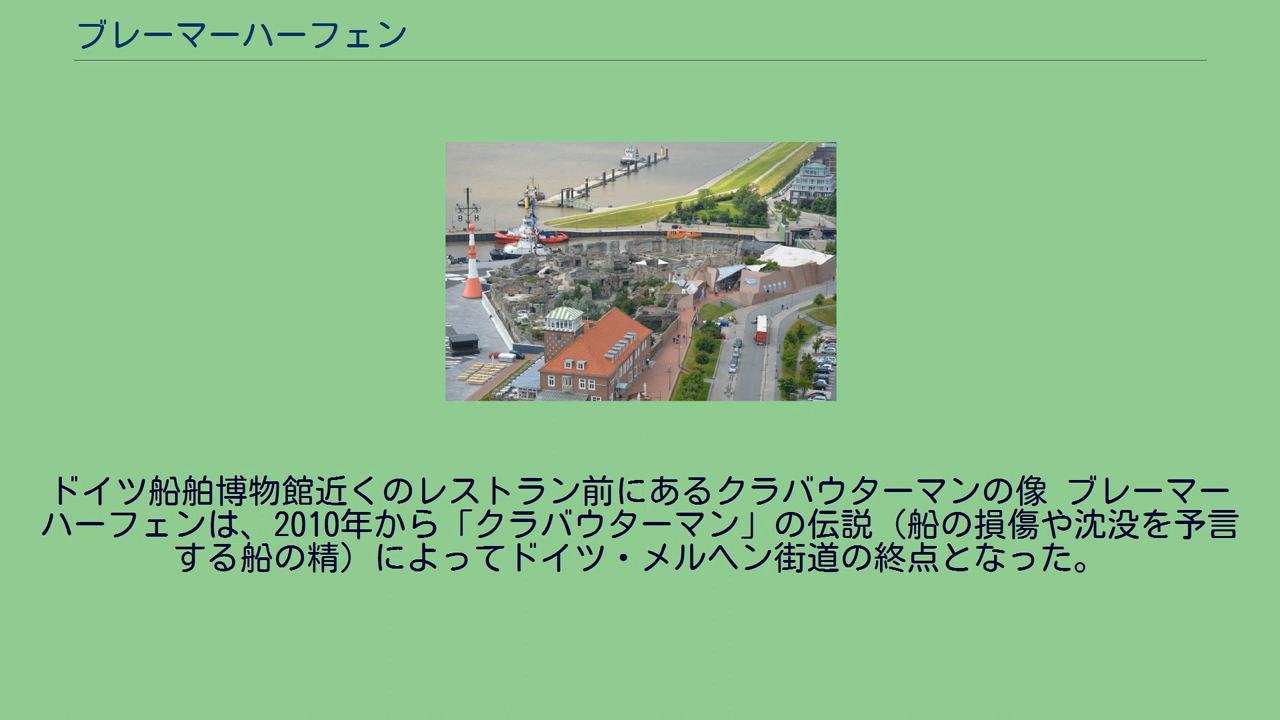 ブレーマーハーフェン
ドイツ船舶博物館近くのレストラン前にあるクラバウターマンの像 ブレーマー
ハーフェンは、2010年から「クラバウターマン」の伝説（船の損傷や沈没を予言
する船の精）によってドイツ・メルヘン街道の終点となった。